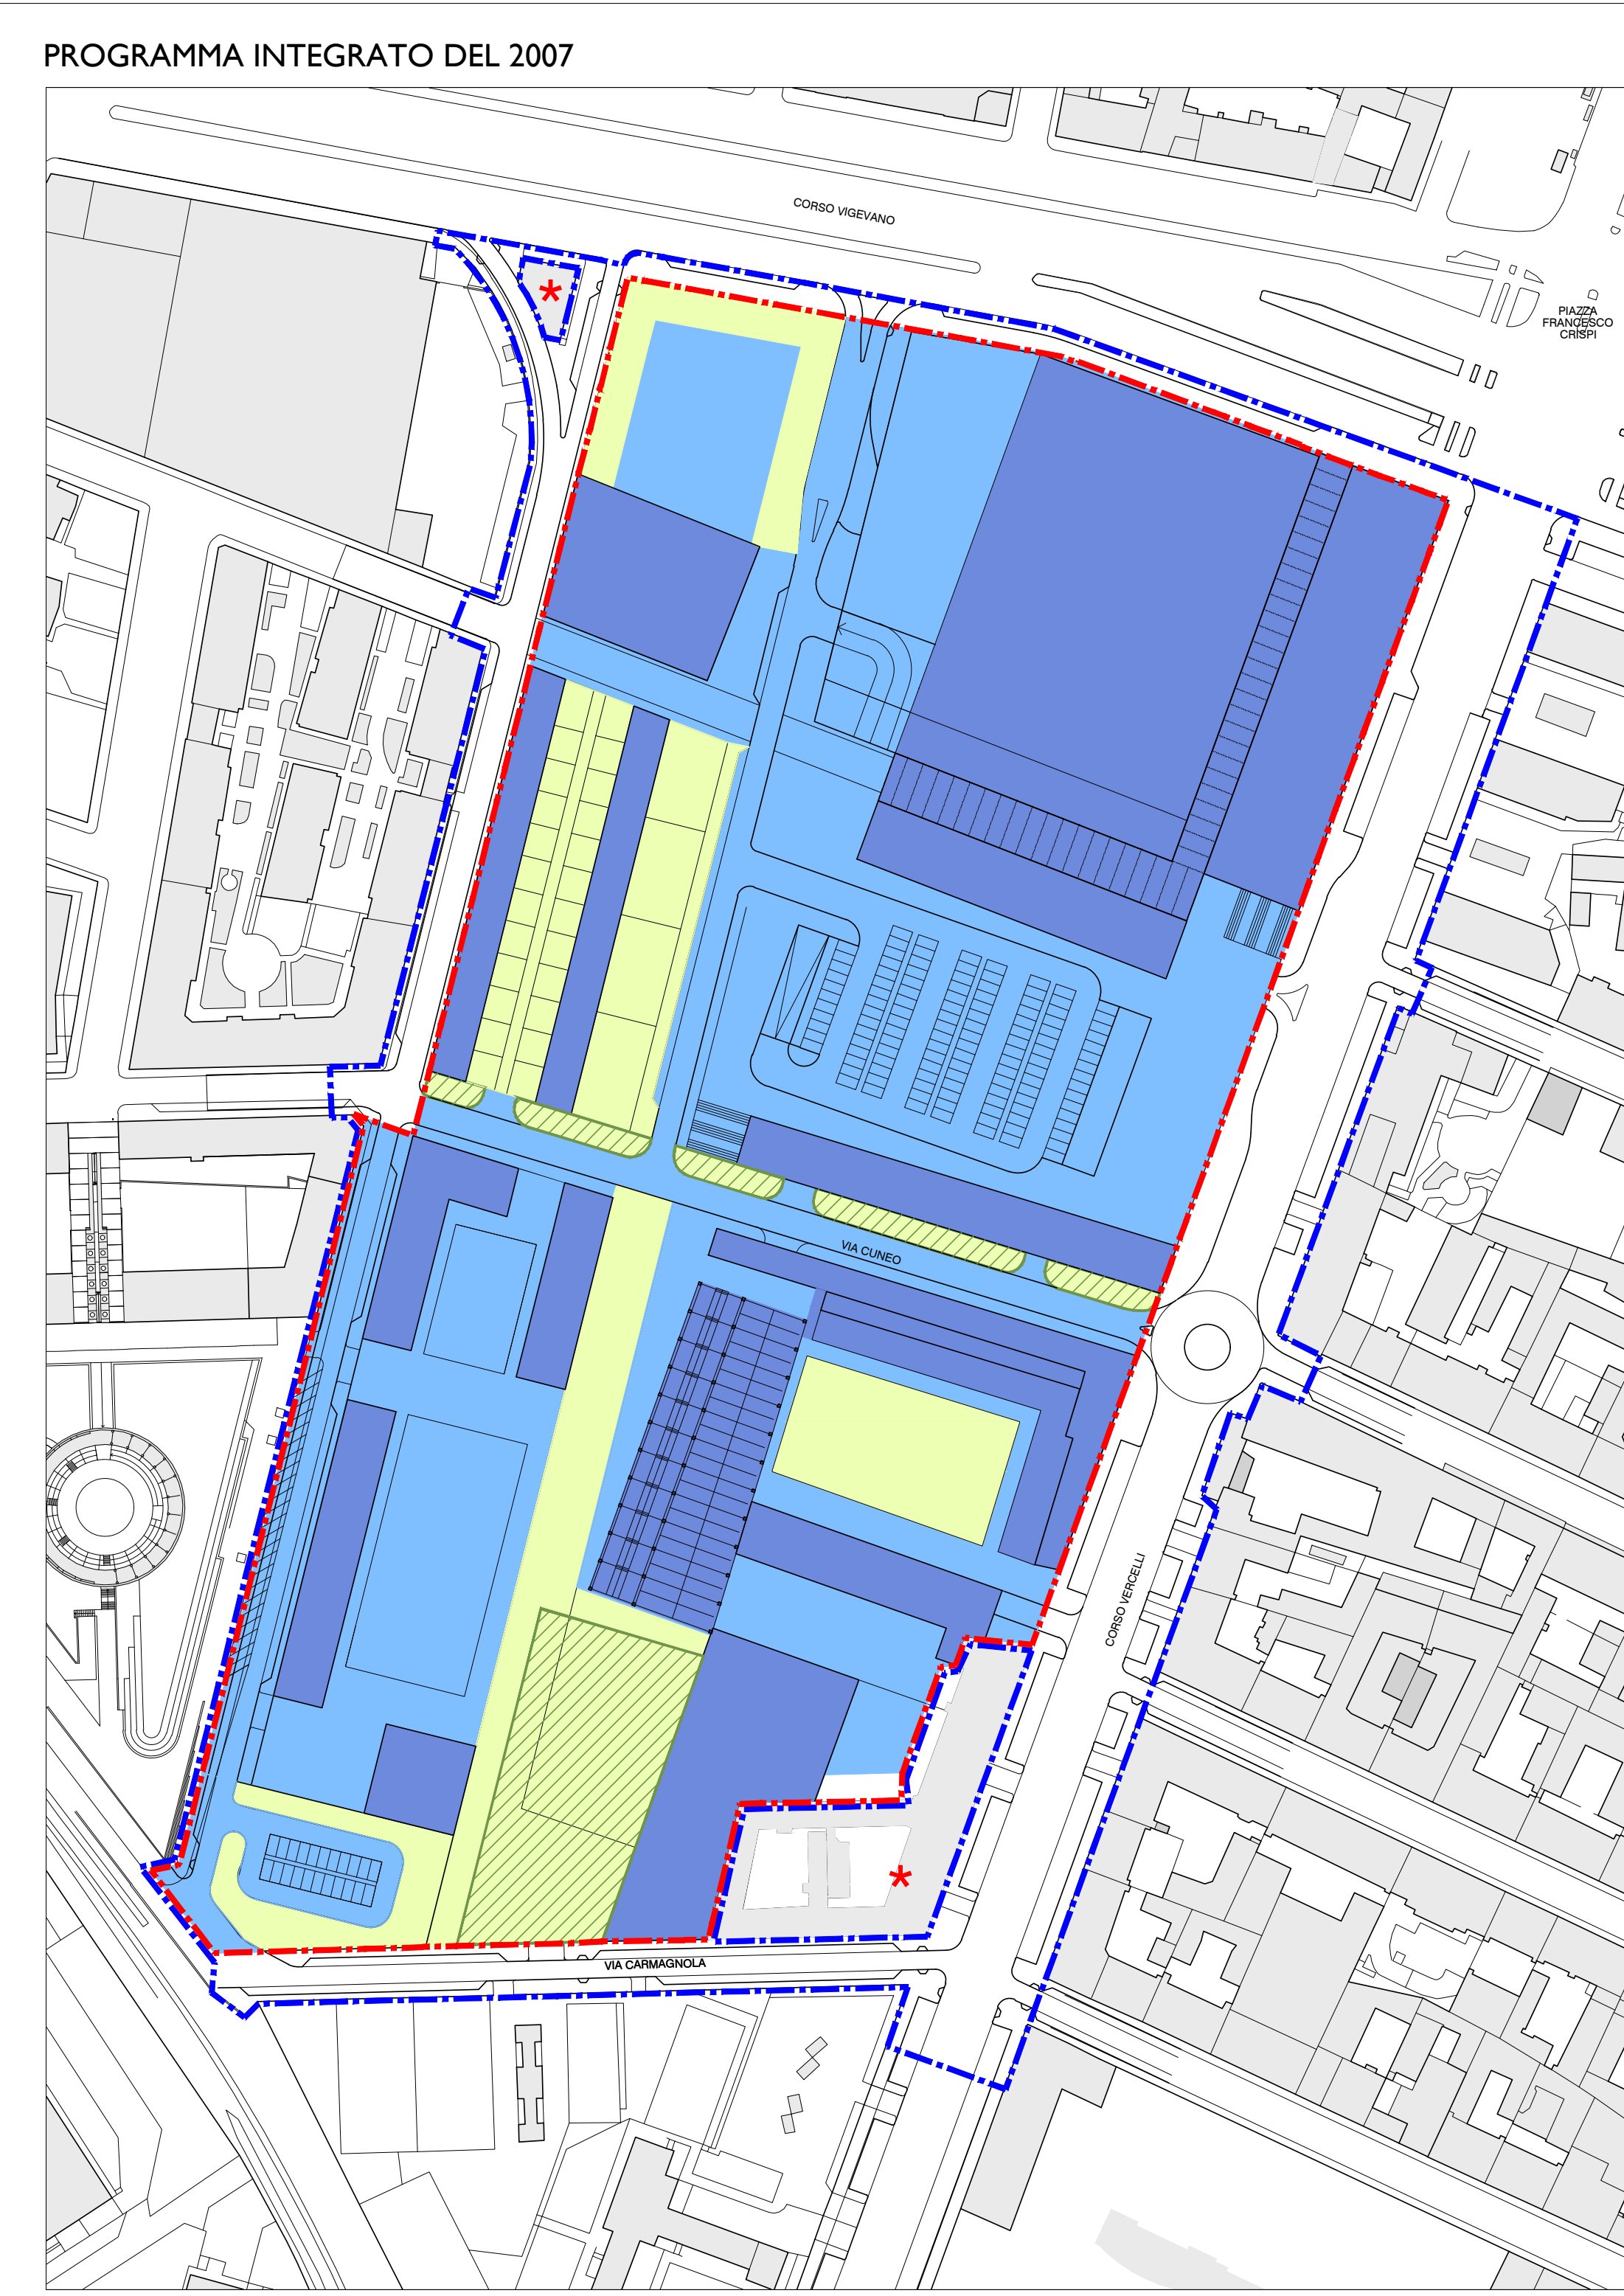 PROGRAMMA INTEGRATO DEL 2007
CORSO VIGEVANO
PIAZZA
FRANCESCO
CRISPI
*
VIA CUNEO
CORSO VERCELLI
*
VIA CARMAGNOLA